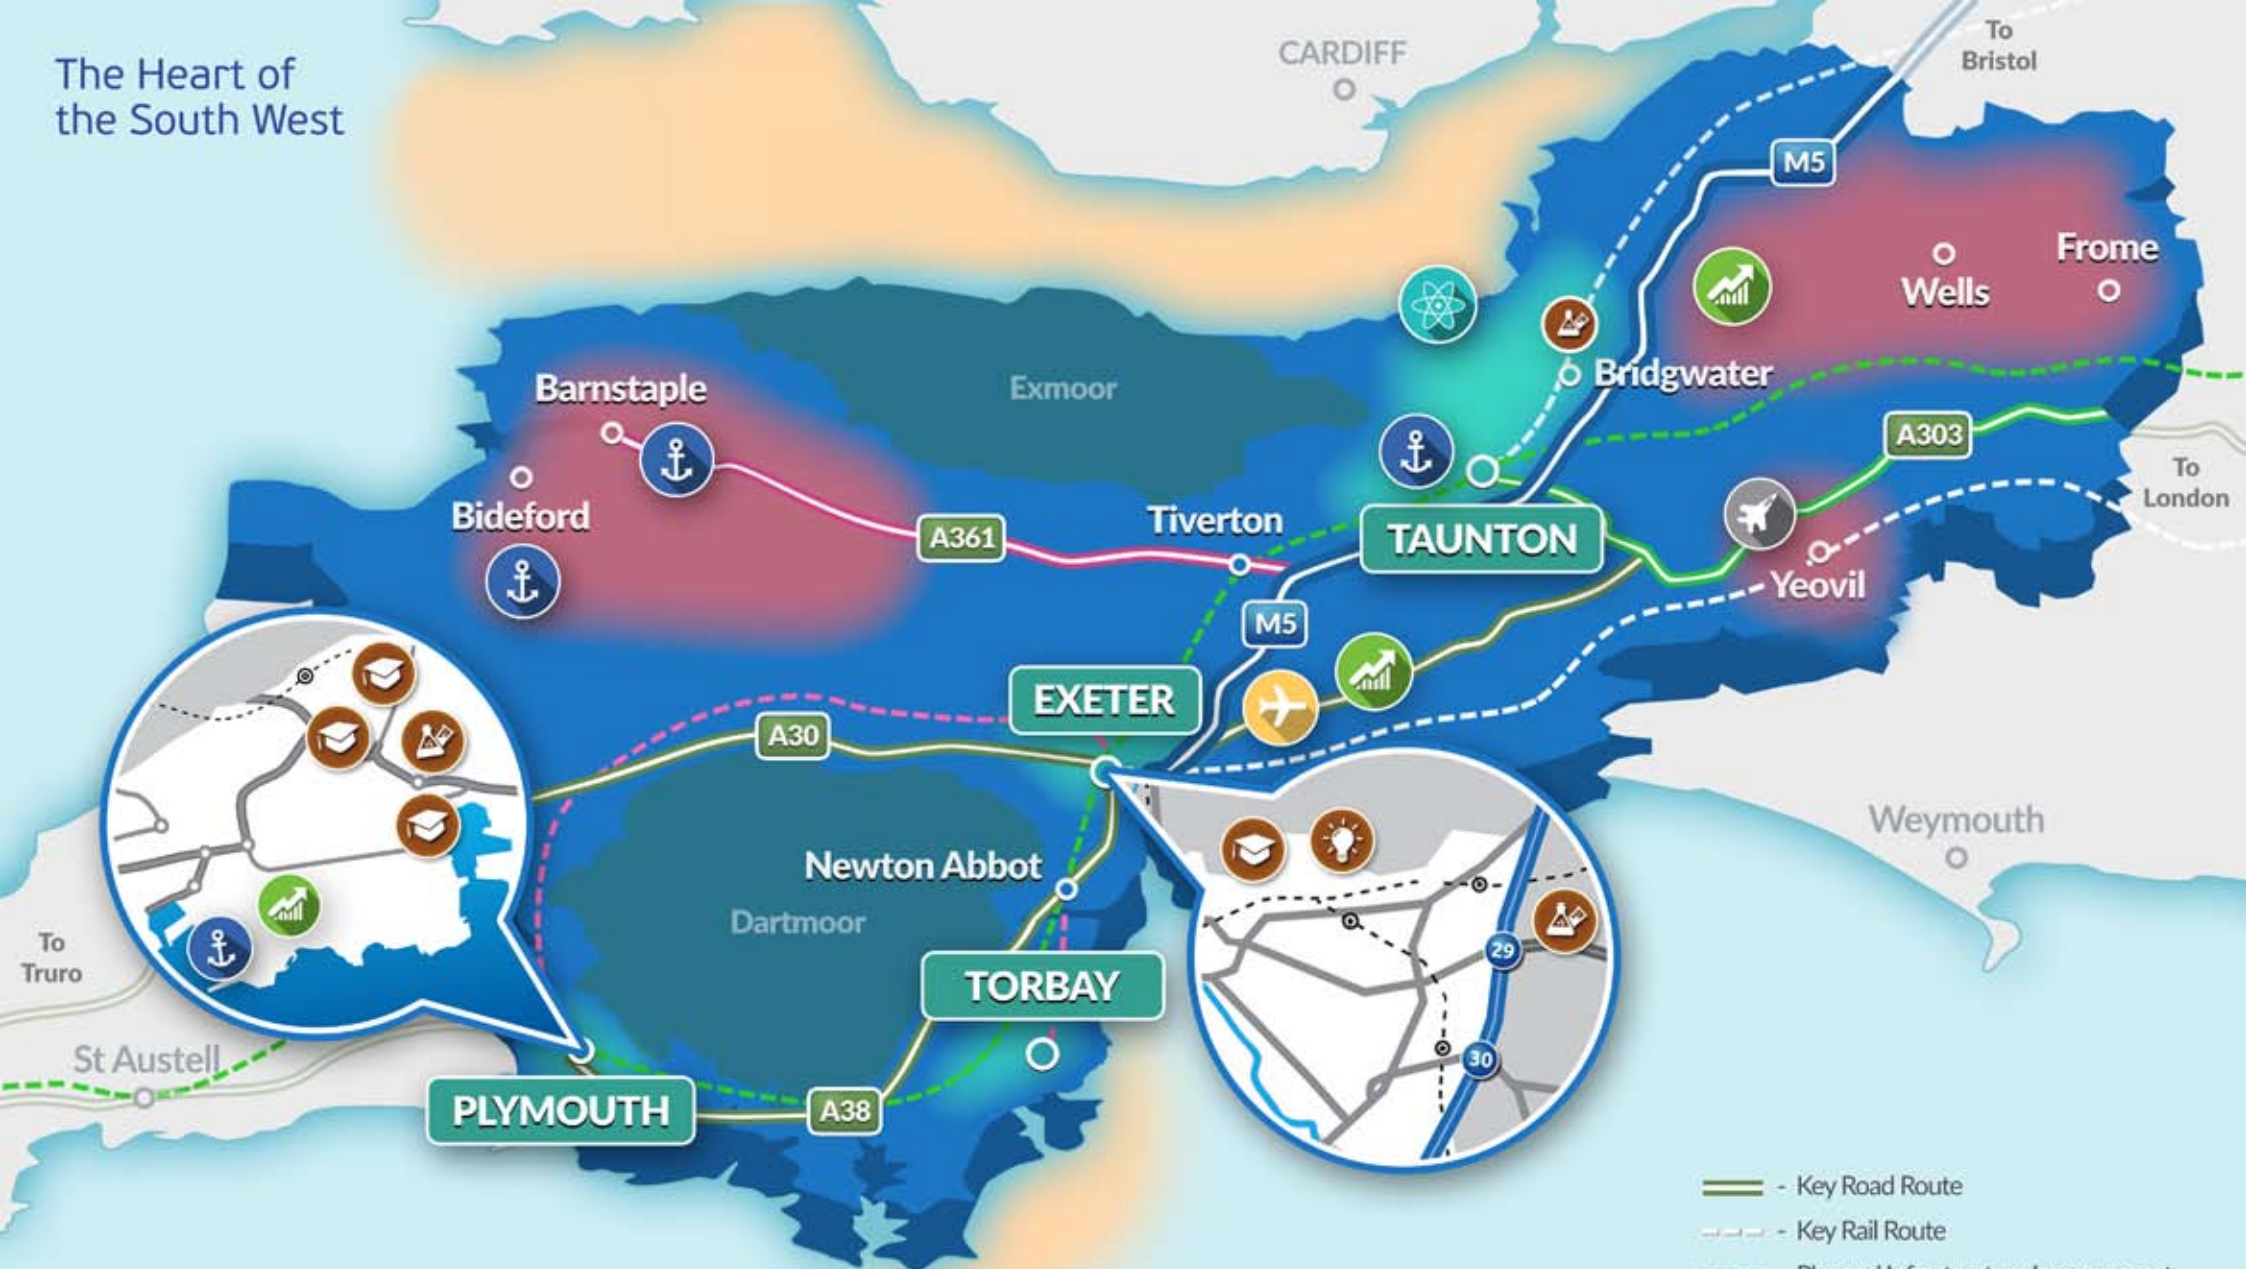 The Heart of
the South West
CARDIFF
To
Bristol
M5
Frome
Wells
Bridgwater
Exmoor
Barnstaple
Bideford
A303
To
London
A361
Tiverton
TAUNTON
Yeovil
M5
EXETER
A30
Weymouth
Newton Abbot
Dartmoor
To
Truro
TORBAY
29
30
St Austell
PLYMOUTH
A38
- Key Road Route
- Key Rail Route